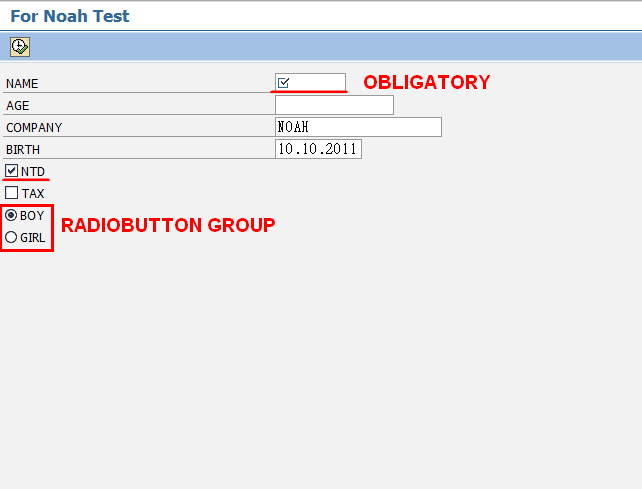 For Noah Test
NAME OBLIGATORY
AGE
COMPANY NOAH
BIRTH 10.10.2011
NTD
TAX
BOY
RADIOBUTTON GROUP
GIRL